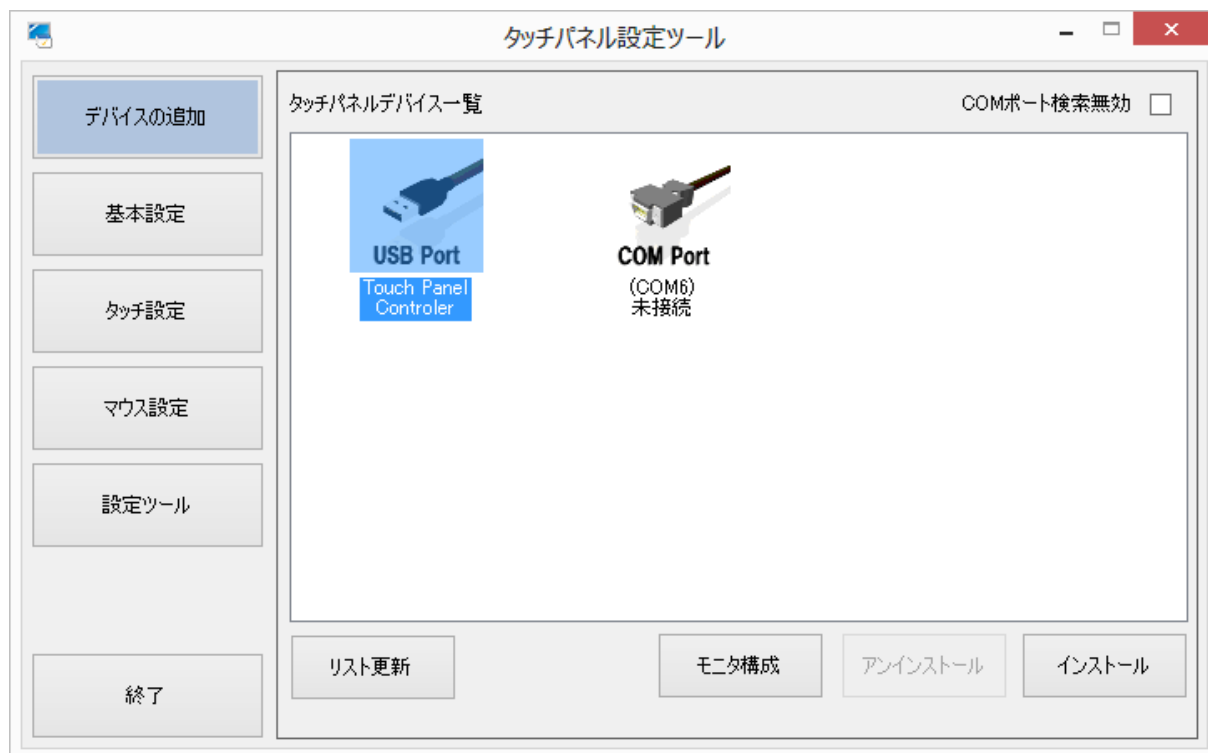 タッチパネル設定ツール
デバイスの追加
基本設定
タッチ設定
マウス設定
設定ツール
終了
タッチパネルデバイス一覧
COMポート検索無効
USB Port
Touch Panel
Controler
COM Port
(COM6)
未接続
リスト更新
モニタ構成
アンインストール
インストール